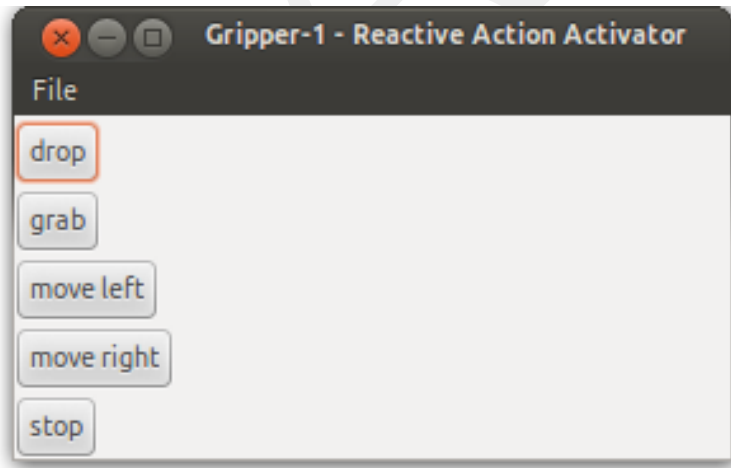 Gripper-1 - Reactive Action Activator
File
drop
grab
move left
move right
stop